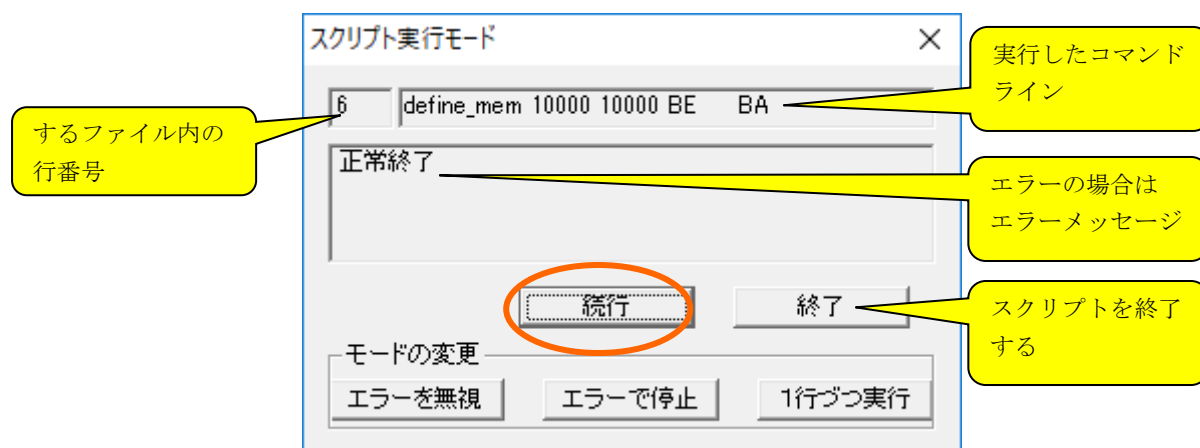 スクリプト実行モード
実行したコマンド
ライン
6
define_mem 10000 10000 BE BA
するファイル内の
行番号
正常終了
エラーの場合は
エラーメッセージ
続行
終了
スクリプトを終了
する
モードの変更
エラーを無視
エラーで停止
1行づつ実行